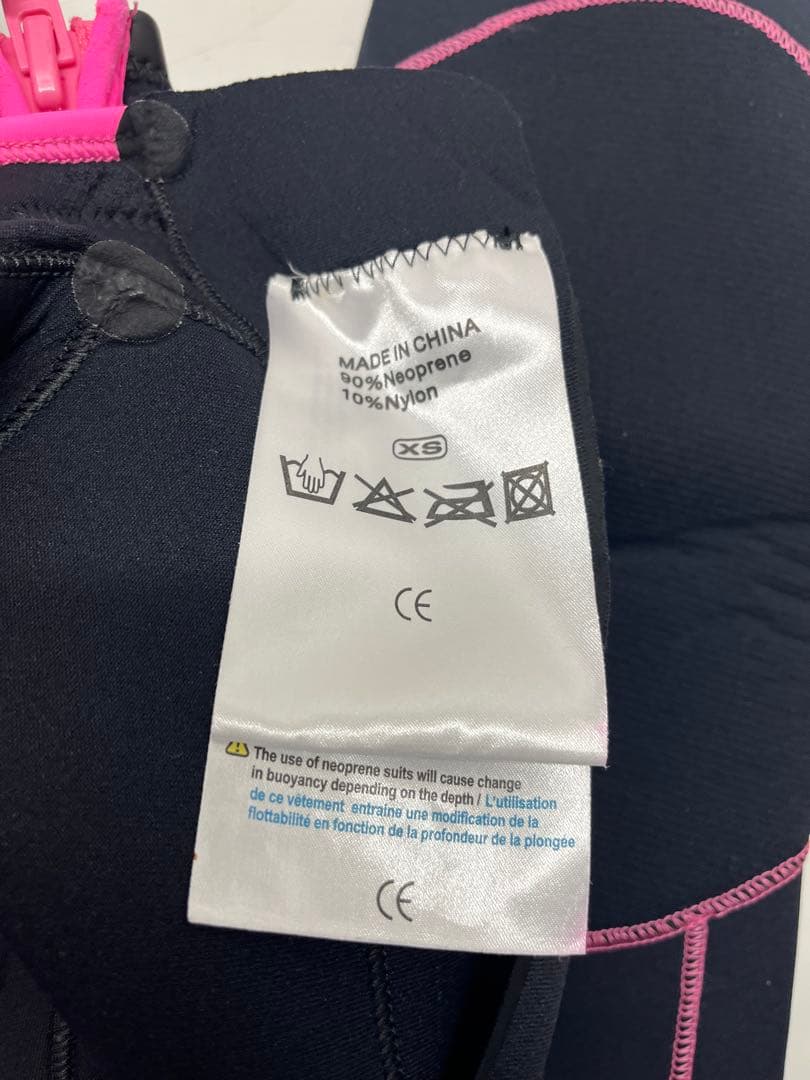 MADE IN CHINA
90%Neoprene
10%Nylon
XS
CE
The use of neoprene suits will cause change
in buoyancy depending on the depth / L'utilisation
de ce vétement entraine une modification de la
flottabilité en fonction de la profondeur de la plongée
CE